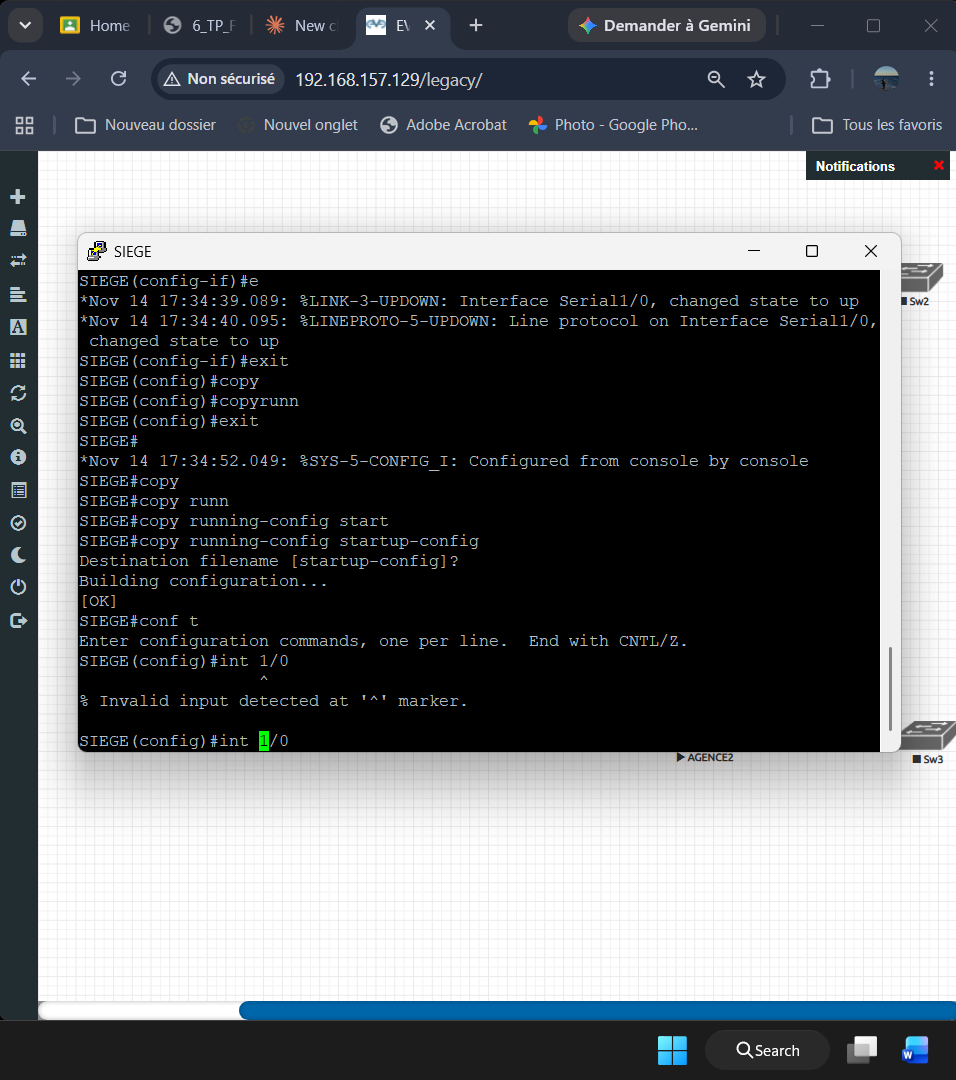 Home
6_TP_F
New c
EV
Demander à Gemini
Non sécurisé
192.168.157.129/legacy/
Nouveau dossier
Nouvel onglet
Adobe Acrobat
Photo - Google Pho...
Tous les favoris
Notifications
A
SIEGE
Sw2
SIEGE(config-if)#e
*Nov 14 17:34:39.089: %LINK-3-UPDOWN: Interface Serial1/0, changed state to up
*Nov 14 17:34:40.095: %LINEPROTO-5-UPDOWN: Line protocol on Interface Serial1/0,
 changed state to up
SIEGE(config-if)#exit
SIEGE(config)#copy
SIEGE(config)#copyrunn
SIEGE(config)#exit
SIEGE#
*Nov 14 17:34:52.049: %SYS-5-CONFIG_I: Configured from console by console
SIEGE#copy
SIEGE#copy runn
SIEGE#copy running-config start
SIEGE#copy running-config startup-config
Destination filename [startup-config]?
Building configuration...
[OK]
SIEGE#conf t
Enter configuration commands, one per line.  End with CNTL/Z.
SIEGE(config)#int 1/0
                  ^
% Invalid input detected at '^' marker.
SIEGE(config)#int 1/0
AGENCE2
Sw3
Search
W